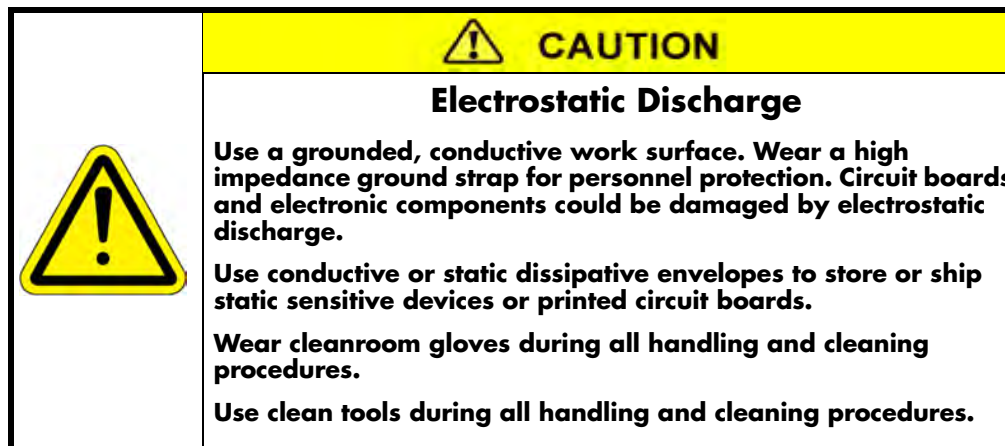 CAUTION
Electrostatic Discharge
Use a grounded, conductive work surface. Wear a high
impedance ground strap for personnel protection. Circuit boards
and electronic components could be damaged by electrostatic
discharge.
Use conductive or static dissipative envelopes to store or ship
static sensitive devices or printed circuit boards.
Wear cleanroom gloves during all handling and cleaning
procedures.
Use clean tools during all handling and cleaning procedures.